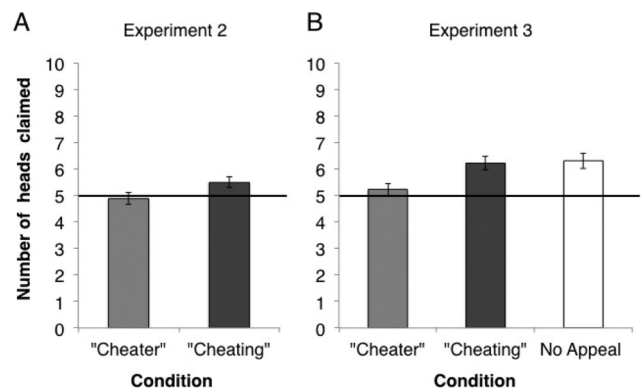 A
Experiment 2
Number of heads claimed
10
9
8
7
6
5
4
3
2
1
0
"Cheater" "Cheating"
Condition
B
Experiment 3
10
9
8
7
6
5
4
3
2
1
0
"Cheater" "Cheating" No Appeal
Condition